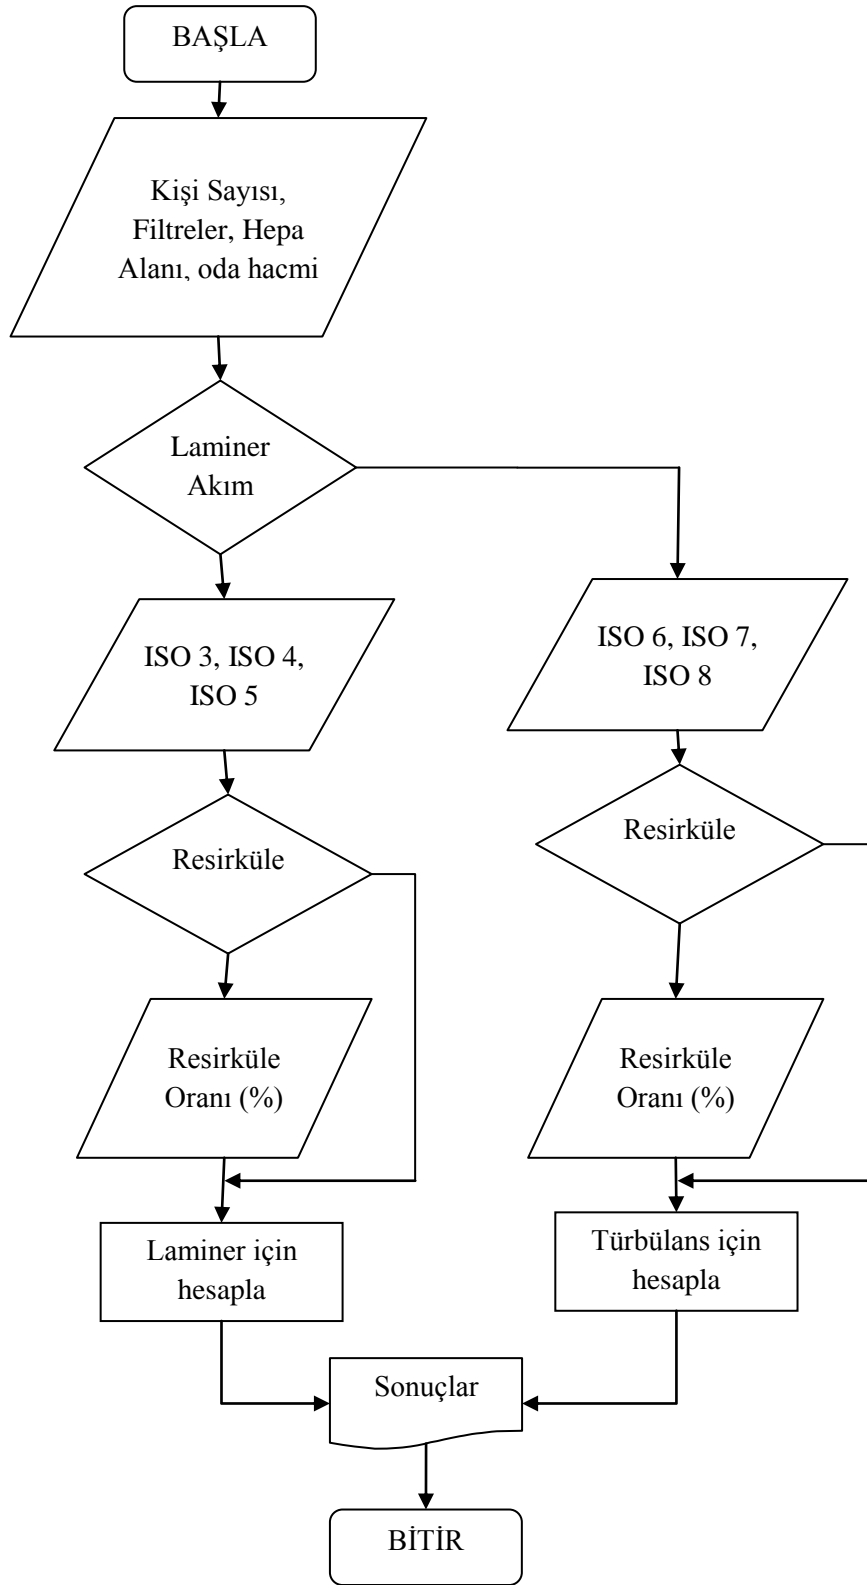 BAŞLA
Kişi Sayısı,
Filtreler, Hepa
Alanı, oda hacmi
Laminer
Akım
ISO 3, ISO 4,
ISO 5
ISO 6, ISO 7,
ISO 8
Resirküle
Resirküle
Resirküle
Oranı (%)
Resirküle
Oranı (%)
Laminer için
hesapla
Türbülans için
hesapla
Sonuçlar
BİTİR